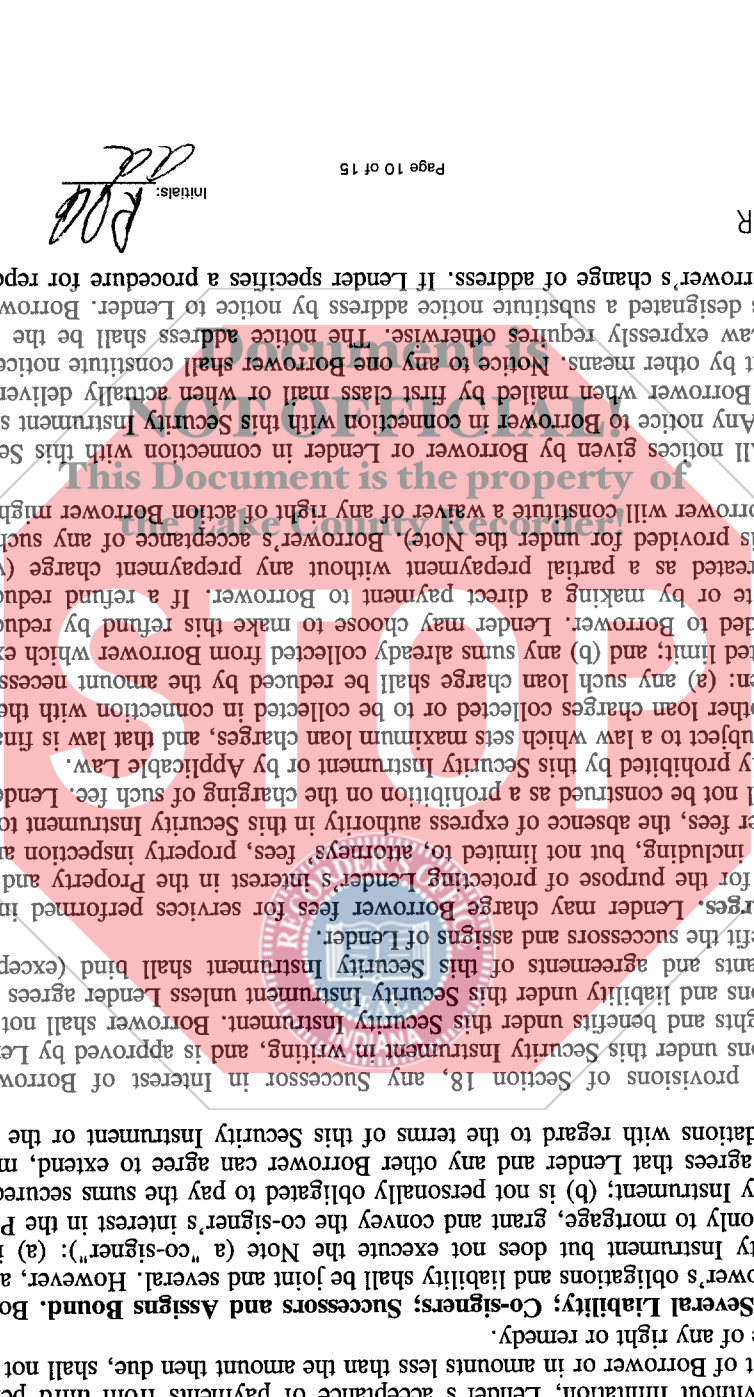 vithout limitation, Lender's acceptance of payments from third pe
t of Borrower or in amounts less than the amount then due, shall not
e of any right or remedy.
Several Liability; Co-signers; Successors and Assigns Bound. Bo
ower's obligations and liability shall be joint and several. However, a
ty Instrument but does not execute the Note (a "co-signer"): (a) i
only to mortgage, grant and convey the co-signer's interest in the P
y Instrument; (b) is not personally obligated to pay the sums secured
agrees that Lender and any other Borrower can agree to extend, m
dations with regard to the terms of this Security Instrument or the
provisions of Section 18, any Successor in Interest of Borrow
ons under this Security Instrument in writing, and is approved by Le
ghts and benefits under this Security Instrument. Borrower shall not
ons and liability under this Security Instrument unless Lender agrees
ants and agreements of this Security Instrument shall bind (excep
efit the successors and assigns of Lender.
arges. Lender may charge Borrower fees for services performed in
for the purpose of protecting Lender's interest in the Property and
including, but not limited to, attorneys' fees, property inspection an
er fees, the absence of express authority in this Security Instrument to
l not be construed as a prohibition on the charging of such fee. Lende
y prohibited by this Security Instrument or by Applicable Law.
ubject to a law which sets maximum loan charges, and that law is fina
other loan charges collected or to be collected in connection with the
en: (a) any such loan charge shall be reduced by the amount necess
ted limit; and (b) any sums already collected from Borrower which ex
ded to Borrower. Lender may choose to make this refund by reduc
te or by making a direct payment to Borrower. If a refund reduc
reated as a partial prepayment without any prepayment charge (w
is provided for under the Note). Borrower's acceptance of any such
orrower will constitute a waiver of any right of action Borrower migh
ll notices given by Borrower or Lender in connection with this Se
Any notice to Borrower in connection with this Security Instrument s
Borrower when mailed by first class mail or when actually deliver
t by other means. Notice to any one Borrower shall constitute notice
aw expressly requires otherwise. The notice address shall be the
s designated a substitute notice address by notice to Lender. Borrow
rrower's change of address. If Lender specifies a procedure for repo
R
Page 10 of 15
Initials:
Document is
NOT OFFICIAL!
This Document is the property of
the Lake County Recorder!
STOP
INDIANA